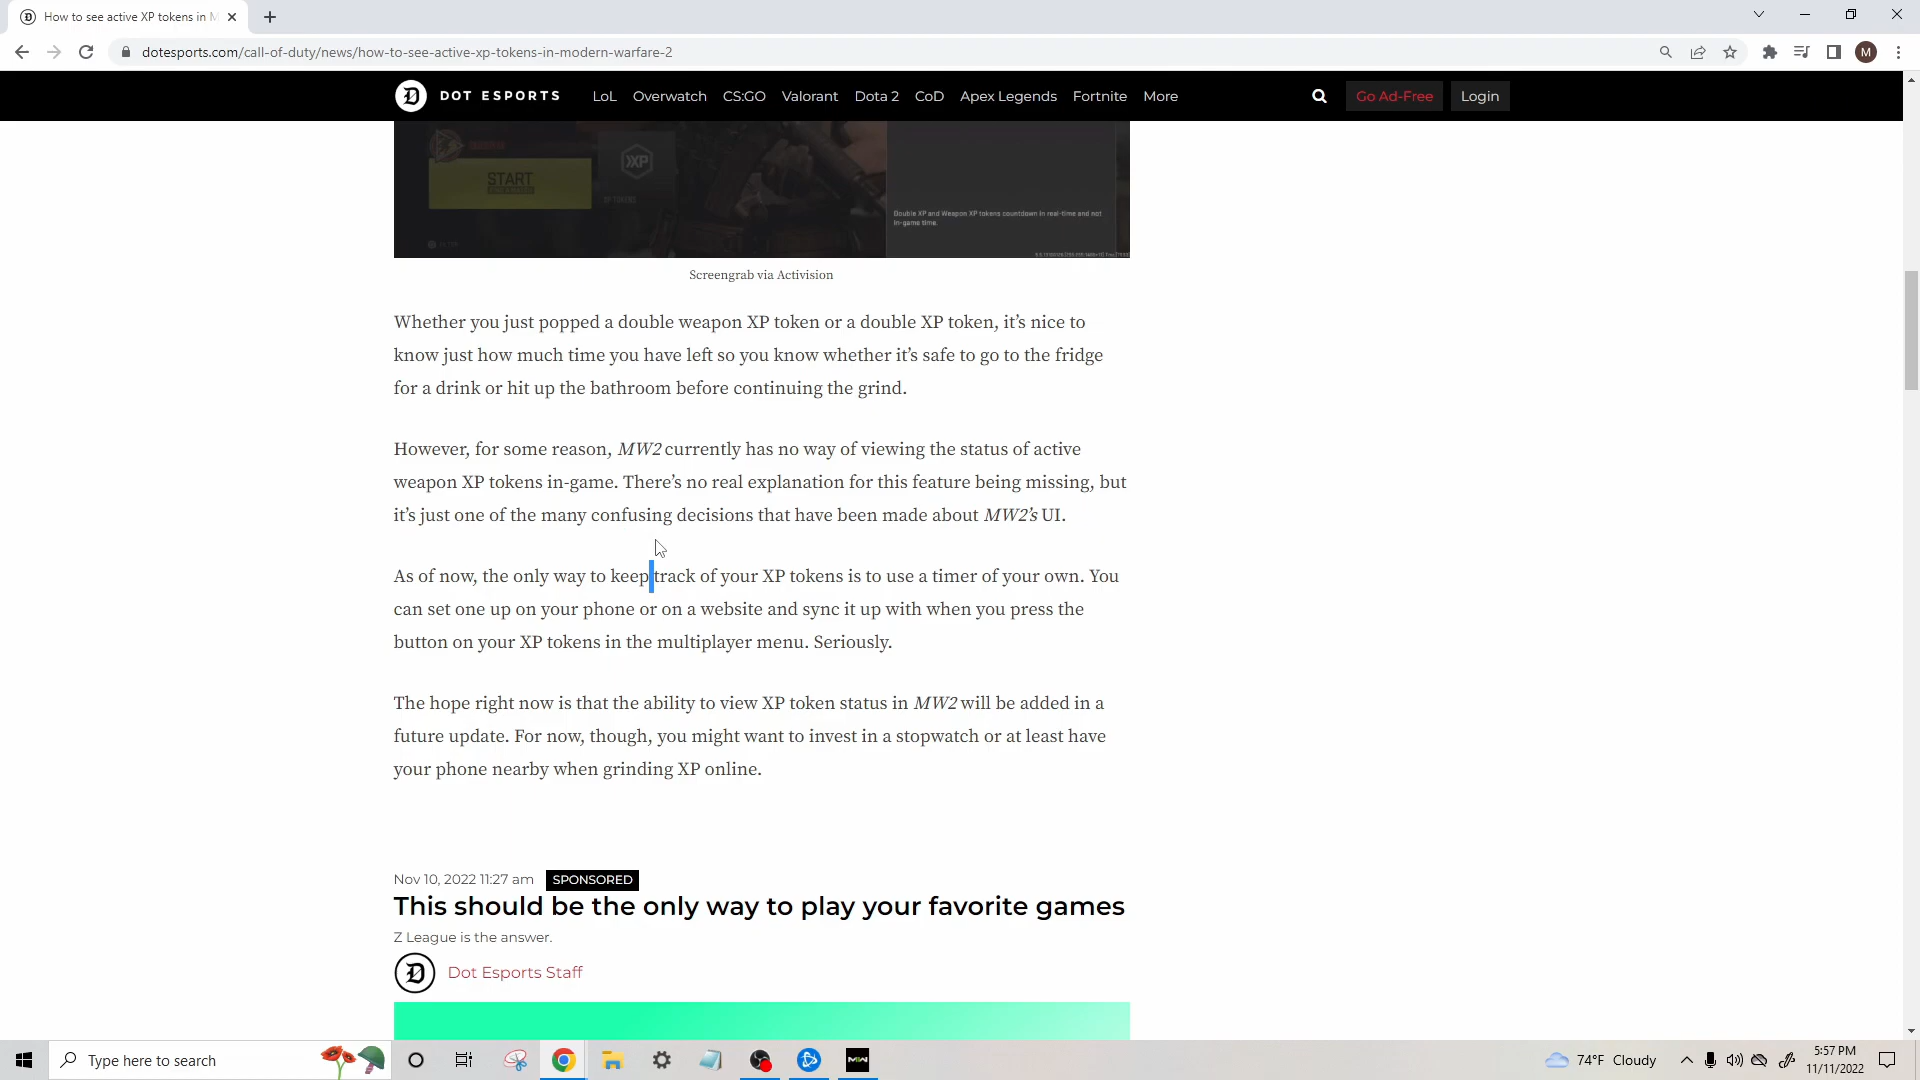 How to see active XP tokens in M
dotesports.com/call-of-duty/news/how-to-see-active-xp-tokens-in-modern-warfare-2
M
DOT ESPORTS LoL Overwatch CS:GO Valorant Dota 2 CoD Apex Legends Fortnite More Go Ad-Free Login
START
XP
XP TOKENS
Double XP and Weapon XP tokens countdown in real-time and not
in-game time.
Screengrab via Activision
Whether you just popped a double weapon XP token or a double XP token, it's nice to
know just how much time you have left so you know whether it's safe to go to the fridge
for a drink or hit up the bathroom before continuing the grind.
However, for some reason, MW2 currently has no way of viewing the status of active
weapon XP tokens in-game. There's no real explanation for this feature being missing, but
it's just one of the many confusing decisions that have been made about MW2's UI.
As of now, the only way to keep track of your XP tokens is to use a timer of your own. You
can set one up on your phone or on a website and sync it up with when you press the
button on your XP tokens in the multiplayer menu. Seriously.
The hope right now is that the ability to view XP token status in MW2 will be added in a
future update. For now, though, you might want to invest in a stopwatch or at least have
your phone nearby when grinding XP online.
Nov 10, 2022 11:27 am SPONSORED
This should be the only way to play your favorite games
Z League is the answer.
Dot Esports Staff
Type here to search
MW
74°F Cloudy
5:57 PM
11/11/2022